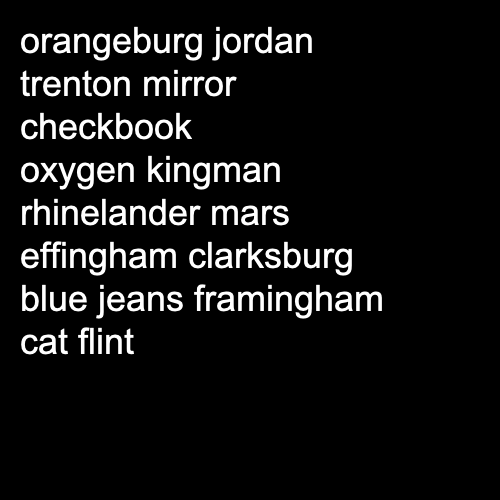 orangeburg jordan
trenton mirror
checkbook
oxygen kingman
rhinelander mars
effingham clarksburg
blue jeans framingham
cat flint